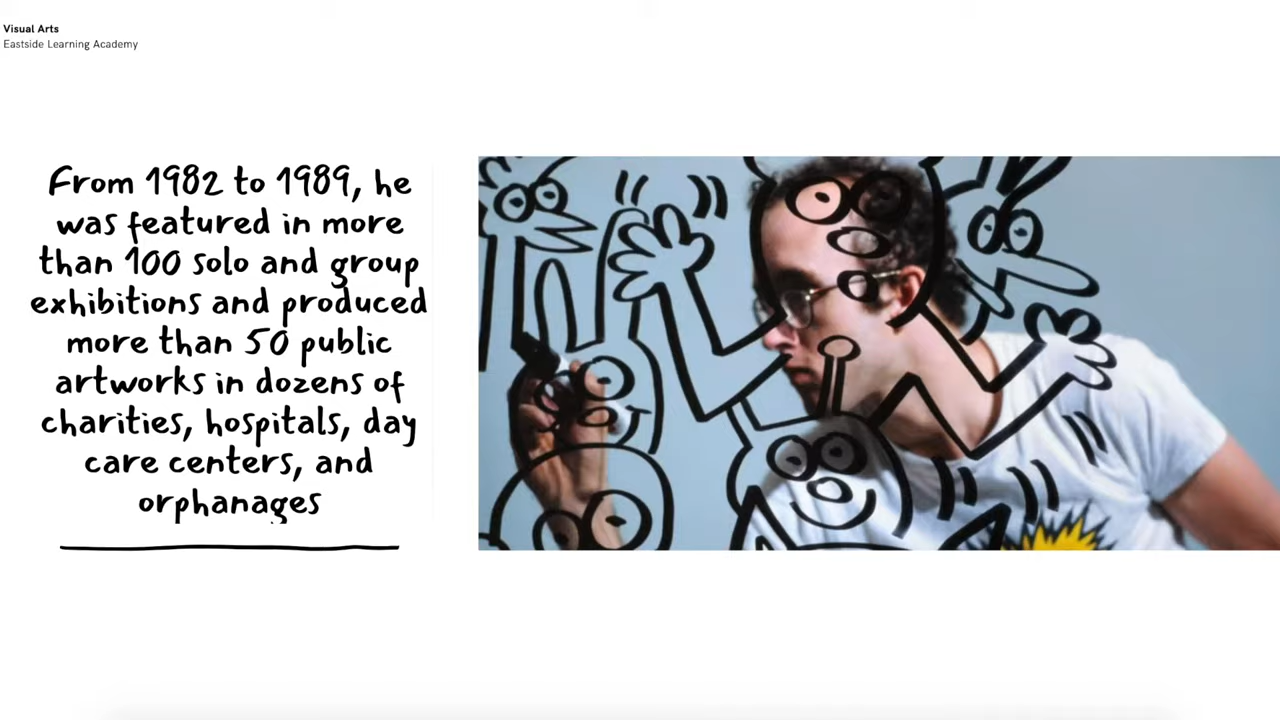 Visual Arts
Eastside Learning Academy
From 1982 to 1989, he
was featured in more
than 100 solo and group
exhibitions and produced
more than 50 public
artworks in dozens of
charities, hospitals, day
care centers, and
orphanages